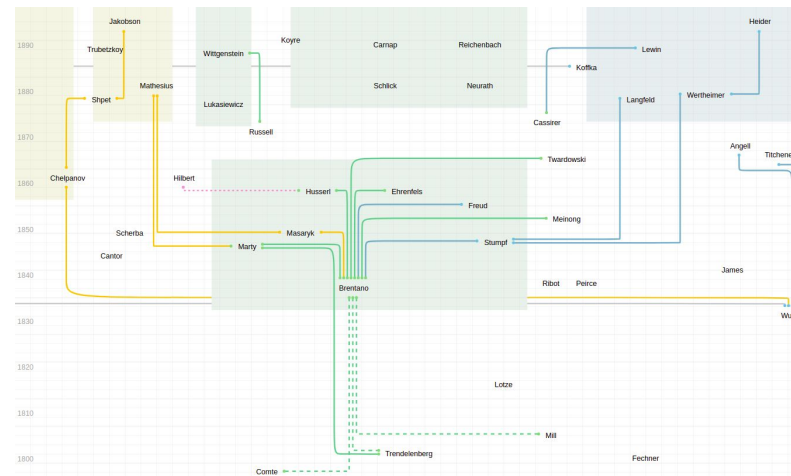 Jakobson
Heider
1890
Koyre
Trubetzkoy
Wittgenstein
Carnap
Reichenbach
Lewin
Koffka
1880
Mathesius
Schlick
Neurath
Shpet
Lukasiewicz
Langfeld
Wertheimer
Cassirer
Russell
1870
Angell
Titchene
Twardowski
Chelpanov
Hilbert
1860
Husserl
Ehrenfels
Freud
Meinong
1850
Scherba
Masaryk
Marty
Stumpf
Cantor
1840
James
Brentano
Ribot
Peirce
Wu
1830
1820
Lotze
1810
Mill
Trendelenberg
1800
Fechner
Comte